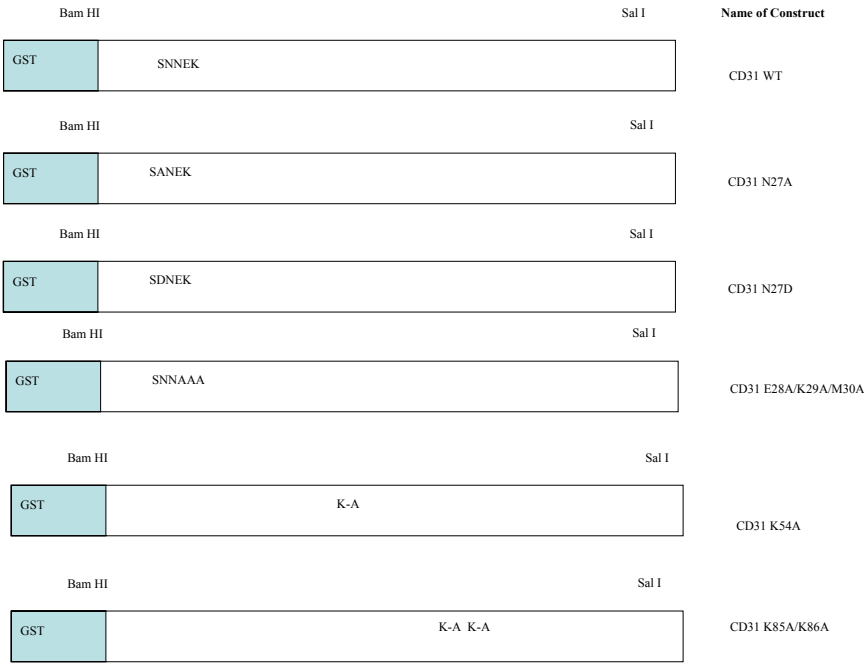 Bam HI Sal I Name of Construct
GST SNNEK CD31 WT
Bam HI Sal I
GST SANEK CD31 N27A
Bam HI Sal I
GST SDNEK CD31 N27D
Bam HI Sal I
GST SNNAAA CD31 E28A/K29A/M30A
Bam HI Sal I
GST K-A CD31 K54A
Bam HI Sal I
GST K-A K-A CD31 K85A/K86A